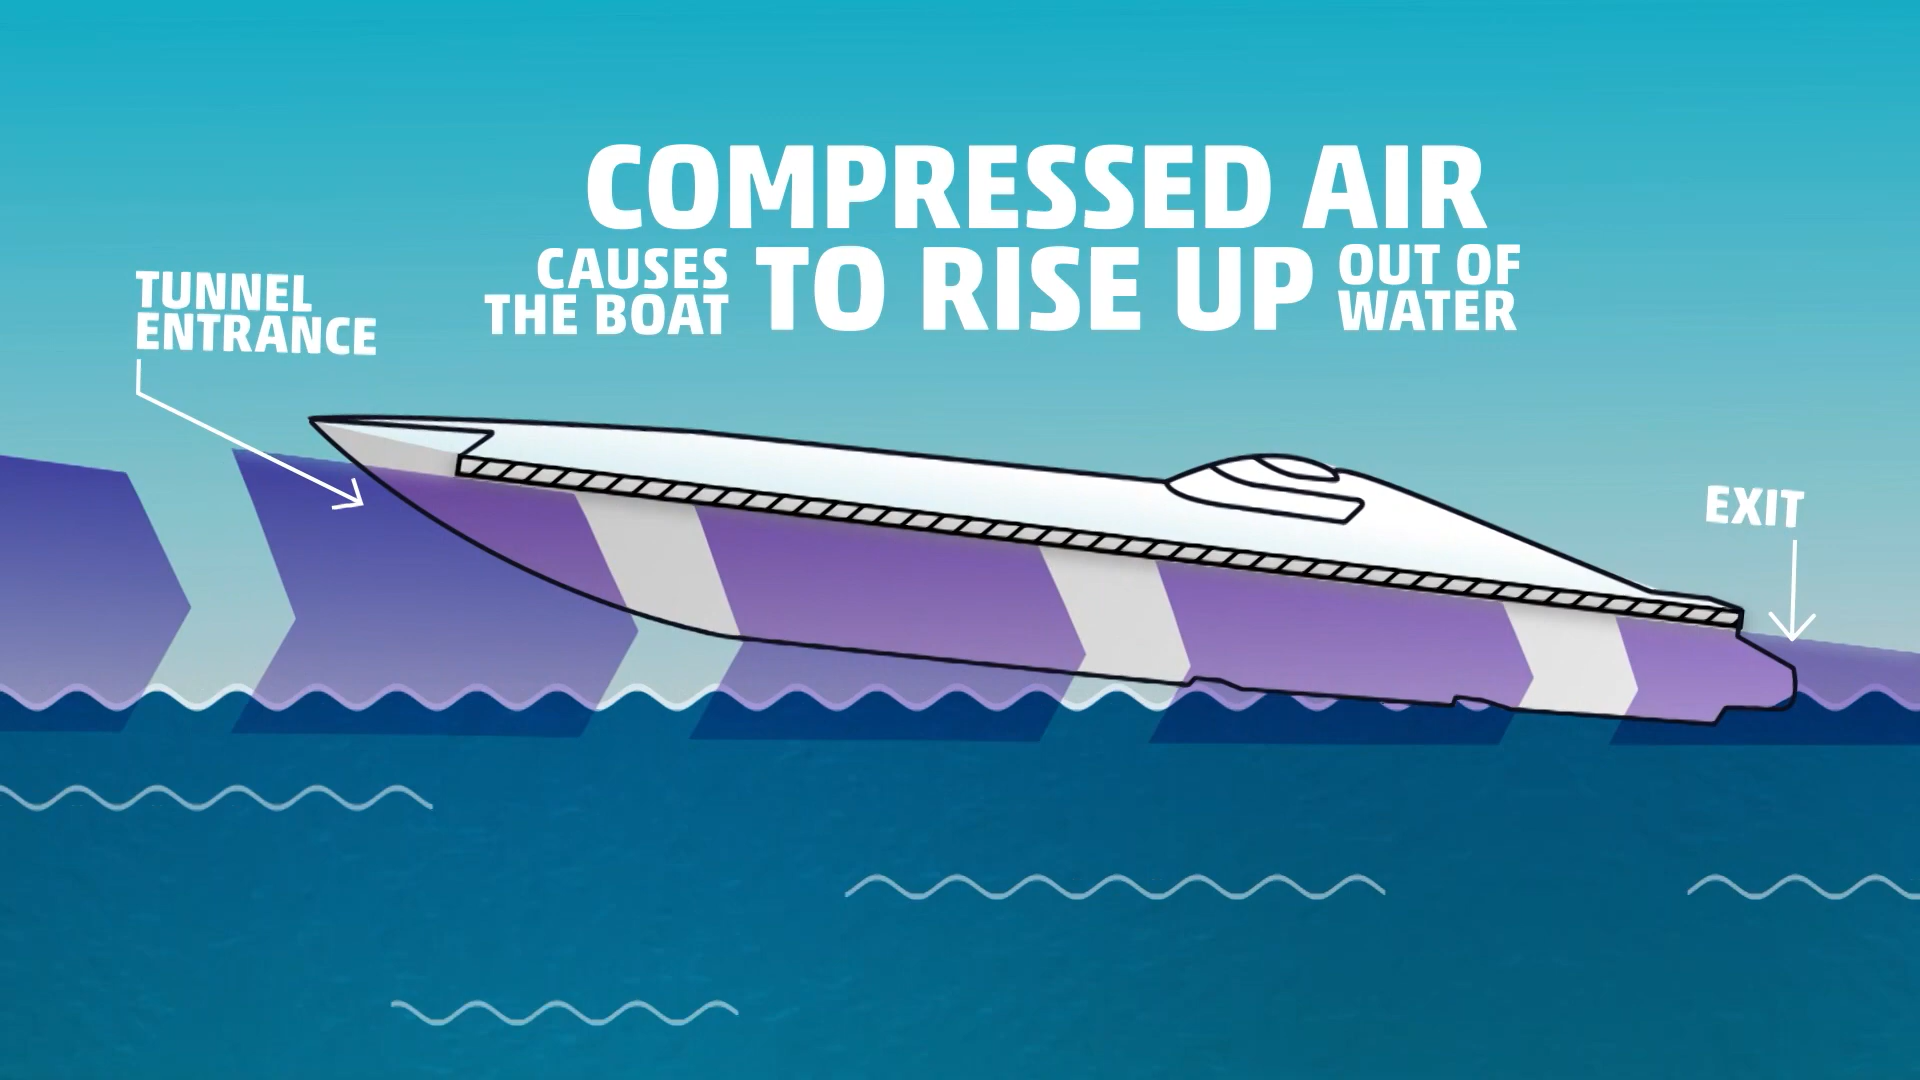 COMPRESSED AIR
CAUSES
THE BOAT
TO RISE UP
OUT OF
WATER
TUNNEL
ENTRANCE
EXIT